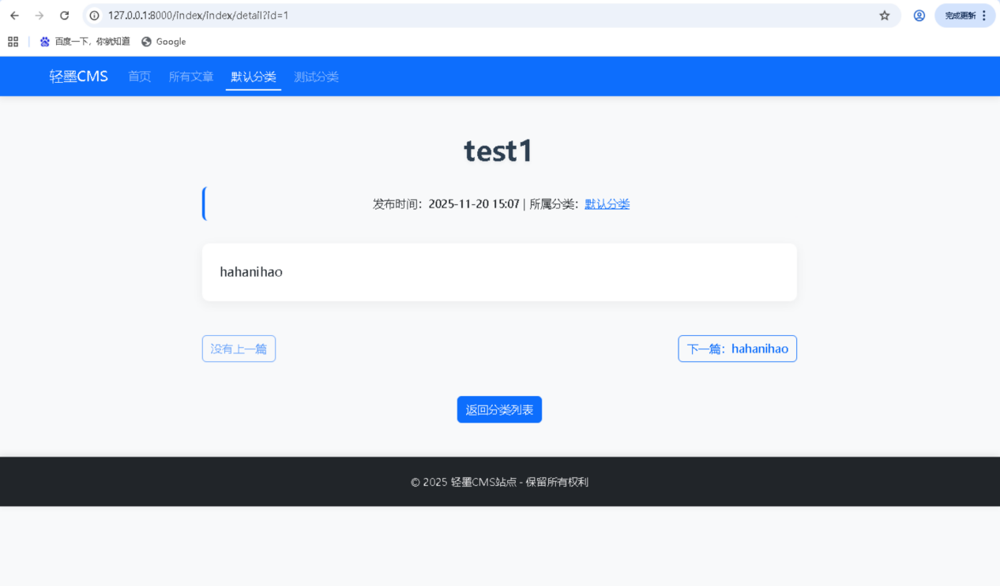 127.0.0.1:8000/index/index/detail?id=1
完成更新
百度一下，你就知道 Google
轻墨CMS 首页 所有文章 默认分类 测试分类
test1
发布时间：2025-11-20 15:07 | 所属分类：默认分类
hahanihao
没有上一篇
下一篇：hahanihao
返回分类列表
© 2025 轻墨CMS站点 - 保留所有权利